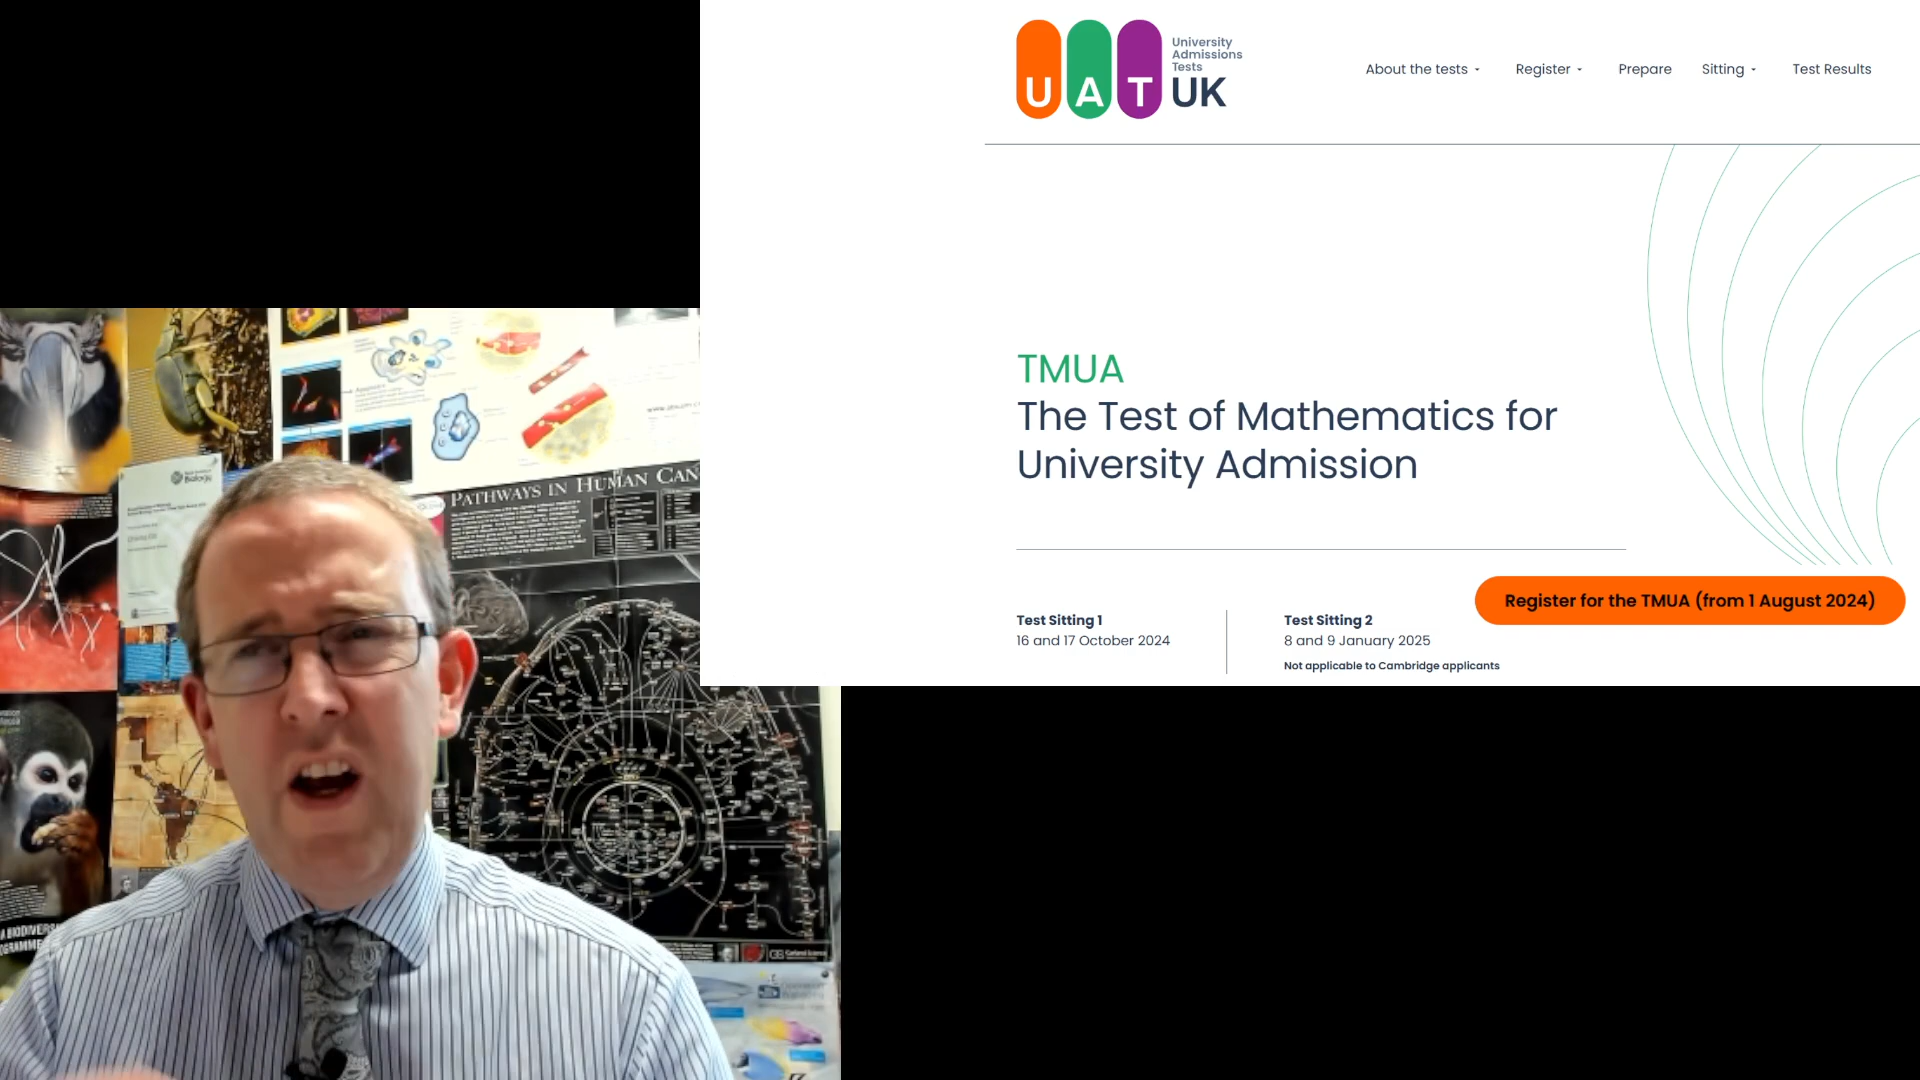 U A T
University
Admissions
Tests
UK
About the tests
Register
Prepare
Sitting
Test Results
TMUA
The Test of Mathematics for
University Admission
Register for the TMUA (from 1 August 2024)
Test Sitting 1
16 and 17 October 2024
Test Sitting 2
8 and 9 January 2025
Not applicable to Cambridge applicants
Biology
PATHWAYS IN HUMAN CAN